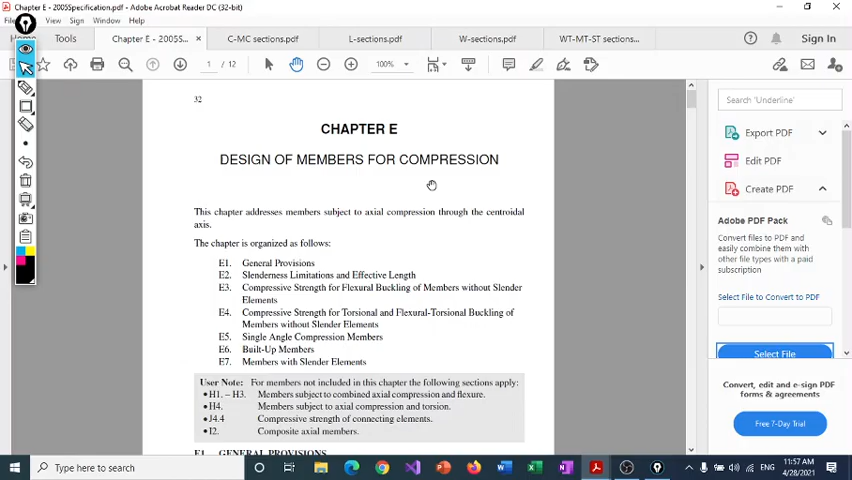 Chapter E - 2005Specification.pdf - Adobe Acrobat Reader DC (32-bit)
View Sign Window Help
Tools Chapter E - 2005S... × C-MC sections.pdf L-sections.pdf W-sections.pdf WT-MT-ST sections.... Sign In
1 / 12 100%
32
CHAPTER E
DESIGN OF MEMBERS FOR COMPRESSION
This chapter addresses members subject to axial compression through the centroidal
axis.
The chapter is organized as follows:
E1. General Provisions
E2. Slenderness Limitations and Effective Length
E3. Compressive Strength for Flexural Buckling of Members without Slender
Elements
E4. Compressive Strength for Torsional and Flexural-Torsional Buckling of
Members without Slender Elements
E5. Single Angle Compression Members
E6. Built-Up Members
E7. Members with Slender Elements
User Note: For members not included in this chapter the following sections apply:
• H1. – H3. Members subject to combined axial compression and flexure.
• H4. Members subject to axial compression and torsion.
• J4.4 Compressive strength of connecting elements.
• I2. Composite axial members.
E1. GENERAL PROVISIONS
Search 'Underline'
Export PDF
Edit PDF
Create PDF
Adobe PDF Pack
Convert files to PDF and
easily combine them with
other file types with a paid
subscription
Select File to Convert to PDF
Select File
Convert, edit and e-sign PDF
forms & agreements
Free 7-Day Trial
Type here to search
ENG
11:57 AM
4/28/2021